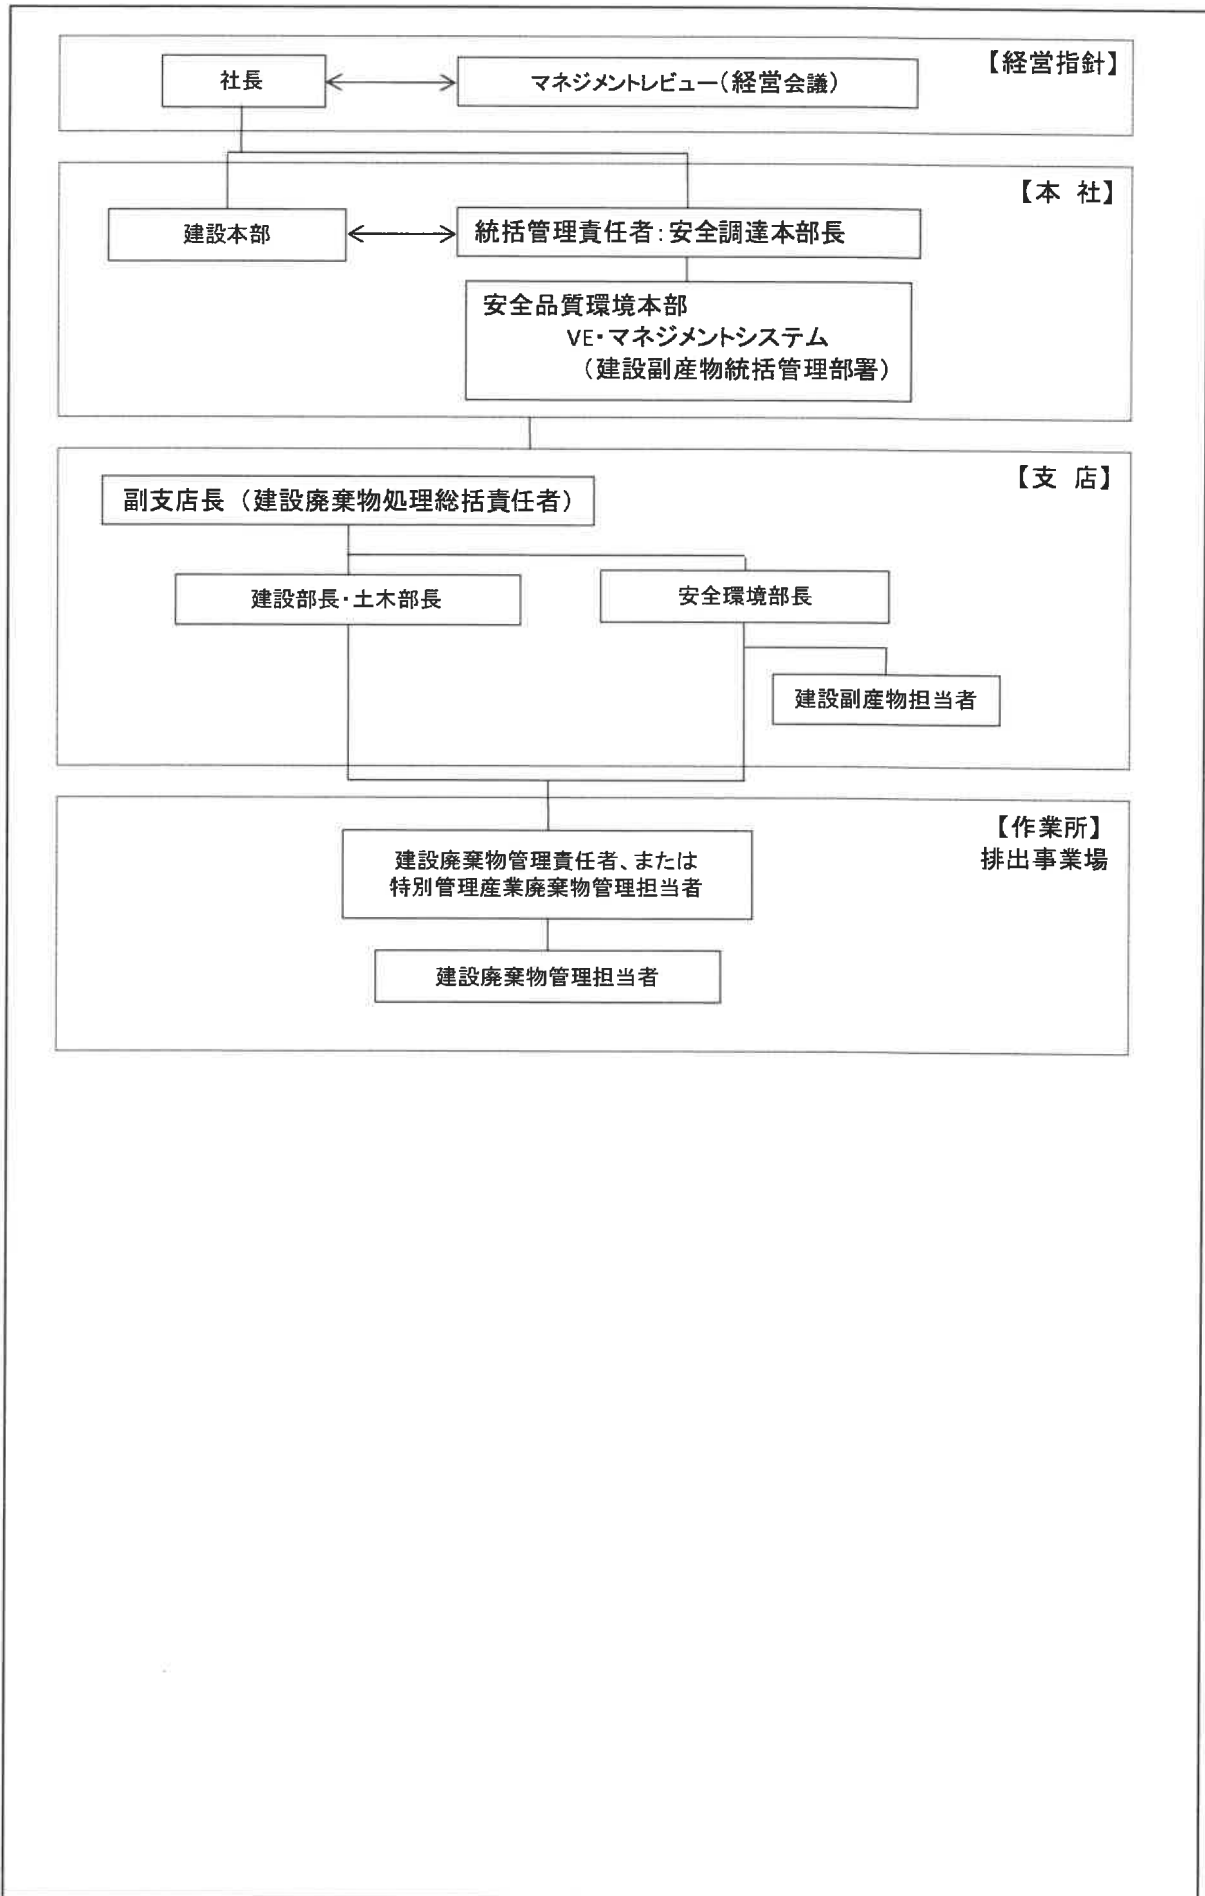 【経営指針】
社長
マネジメントレビュー(経営会議)
【本 社】
建設本部
統括管理責任者:安全調達本部長
安全品質環境本部
VE・マネジメントシステム
(建設副産物統括管理部署)
【支 店】
副支店長(建設廃棄物処理総括責任者)
建設部長・土木部長
安全環境部長
建設副産物担当者
【作業所】
排出事業場
建設廃棄物管理責任者、または
特別管理産業廃棄物管理担当者
建設廃棄物管理担当者